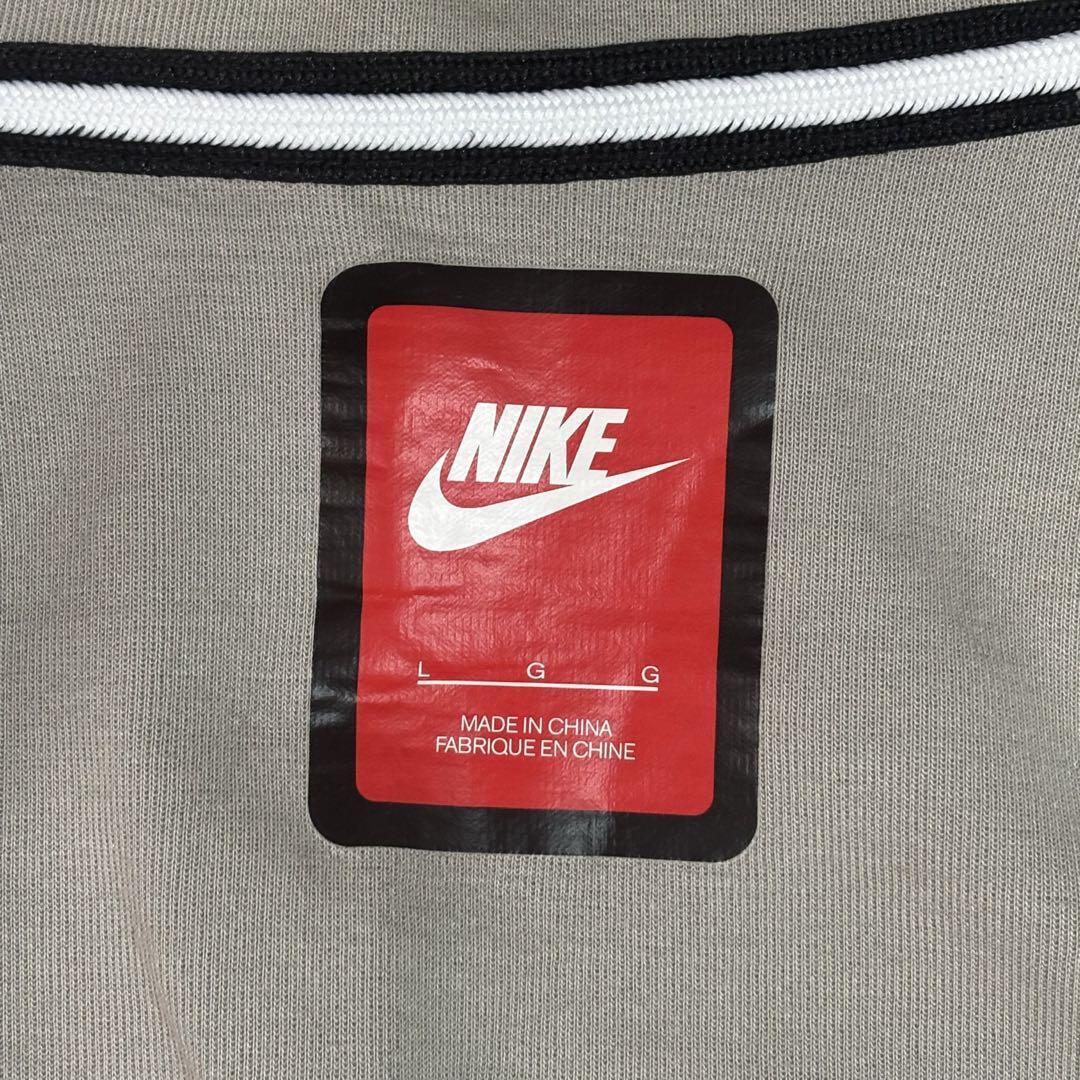 NIKE
L G G
MADE IN CHINA
FABRIQUE EN CHINE